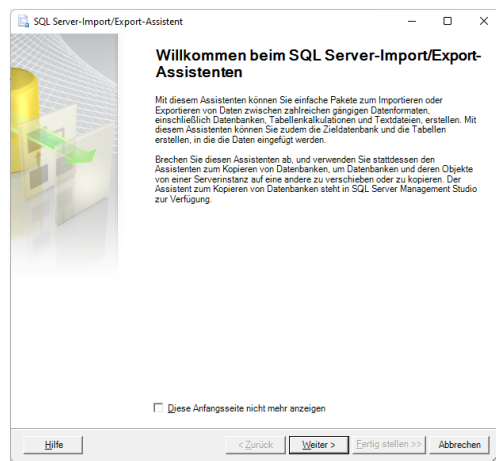 SQL Server-Import/Export-Assistent
Willkommen beim SQL Server-Import/Export-
Assistenten
Mit diesem Assistenten können Sie einfache Pakete zum Importieren oder
Exportieren von Daten zwischen zahlreichen gängigen Datenformaten,
einschließlich Datenbanken, Tabellenkalkulationen und Textdateien, erstellen. Mit
diesem Assistenten können Sie zudem die Zieldatenbank und die Tabellen
erstellen, in die die Daten eingefügt werden.
Brechen Sie diesen Assistenten ab, und verwenden Sie stattdessen den
Assistenten zum Kopieren von Datenbanken, um Datenbanken und deren Objekte
von einer Serverinstanz auf eine andere zu verschieben oder zu kopieren. Der
Assistent zum Kopieren von Datenbanken steht in SQL Server Management Studio
zur Verfügung.
Diese Anfangsseite nicht mehr anzeigen
Hilfe
< Zurück
Weiter >
Fertig stellen >>
Abbrechen